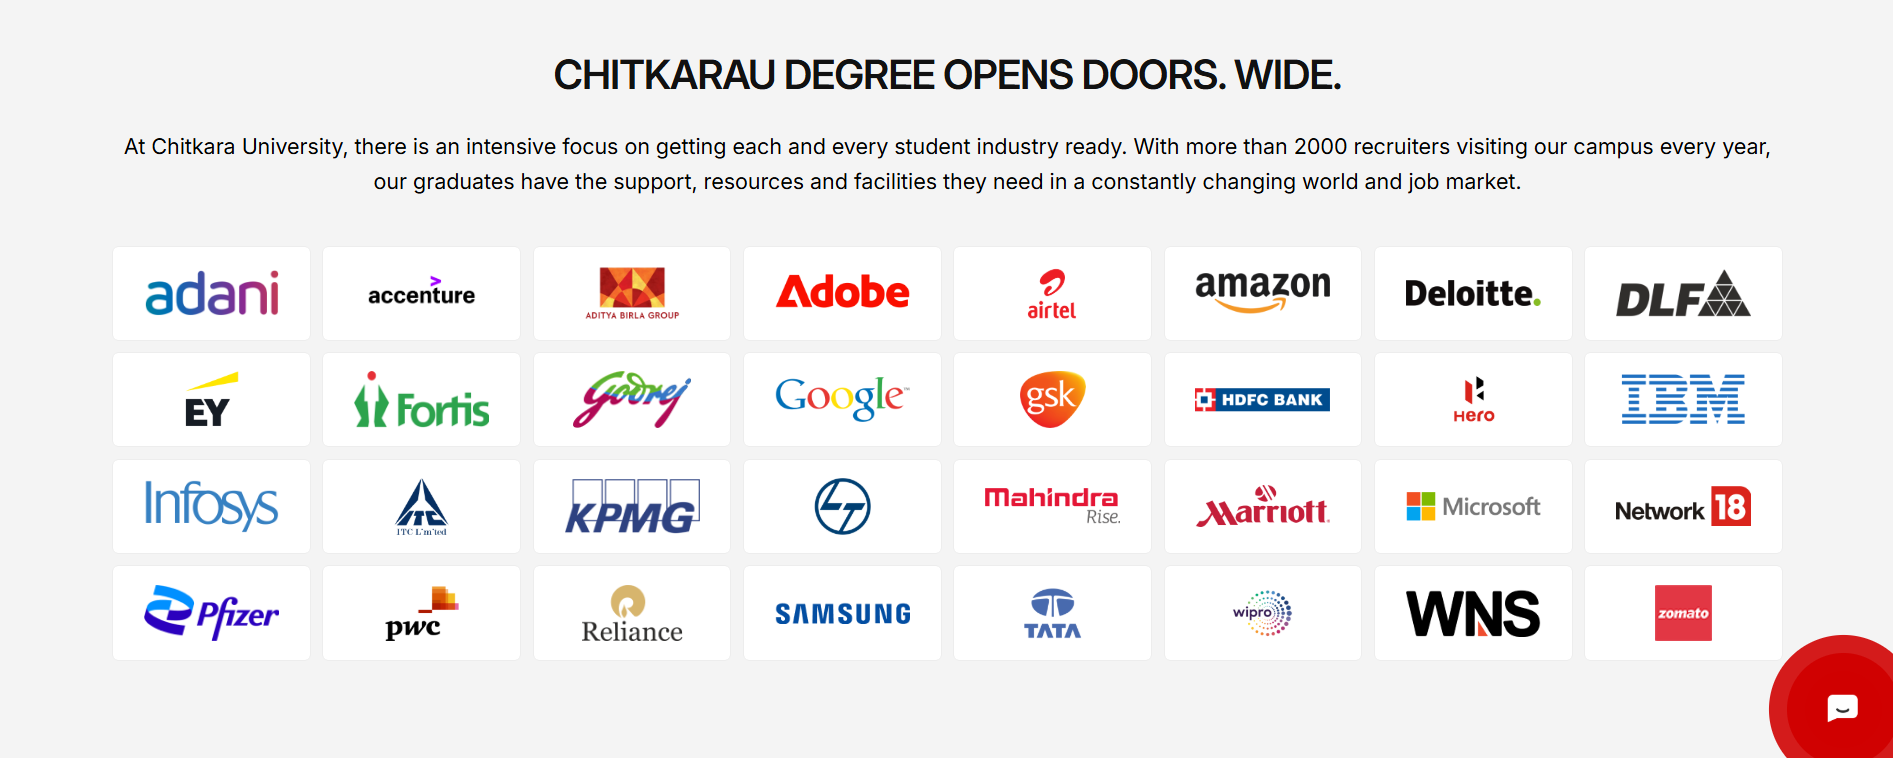 CHITKARAU DEGREE OPENS DOORS. WIDE.
At Chitkara University, there is an intensive focus on getting each and every student industry ready. With more than 2000 recruiters visiting our campus every year,
our graduates have the support, resources and facilities they need in a constantly changing world and job market.
adani
accenture
ADITYA BIRLA GROUP
Adobe
airtel
amazon
Deloitte.
DLF
EY
Fortis
Godrej
Google™
gsk
HDFC BANK
Hero
IBM
Infosys
ITC
ITC Limited
KPMG
LT
Mahindra
Rise.
Marriott
Microsoft
Network 18
Pfizer
pwc
Reliance
SAMSUNG
TATA
wipro
WNS
zomato